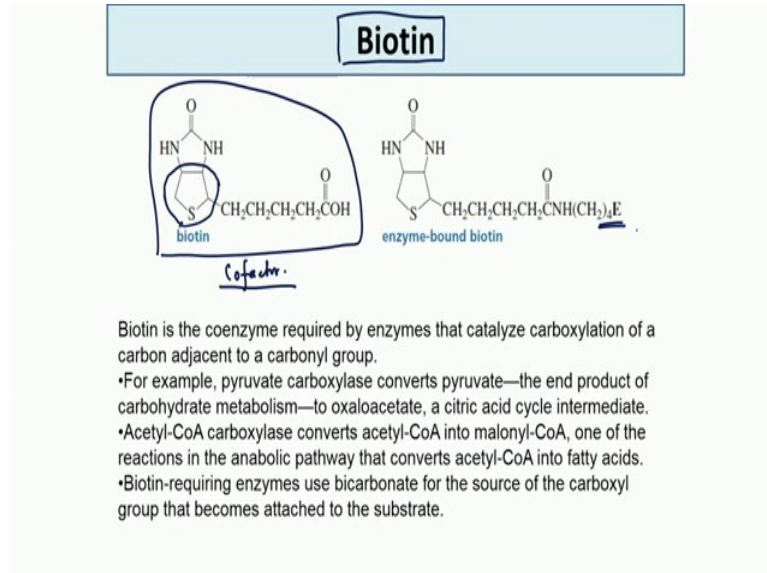 Biotin
O
HN NH
O
S CH₂CH₂CH₂CH₂COH
biotin
Cofactor.
O
HN NH
O
S CH₂CH₂CH₂CH₂CNH(CH₂)₄E
enzyme-bound biotin
Biotin is the coenzyme required by enzymes that catalyze carboxylation of a
carbon adjacent to a carbonyl group.
•For example, pyruvate carboxylase converts pyruvate—the end product of
carbohydrate metabolism—to oxaloacetate, a citric acid cycle intermediate.
•Acetyl-CoA carboxylase converts acetyl-CoA into malonyl-CoA, one of the
reactions in the anabolic pathway that converts acetyl-CoA into fatty acids.
•Biotin-requiring enzymes use bicarbonate for the source of the carboxyl
group that becomes attached to the substrate.